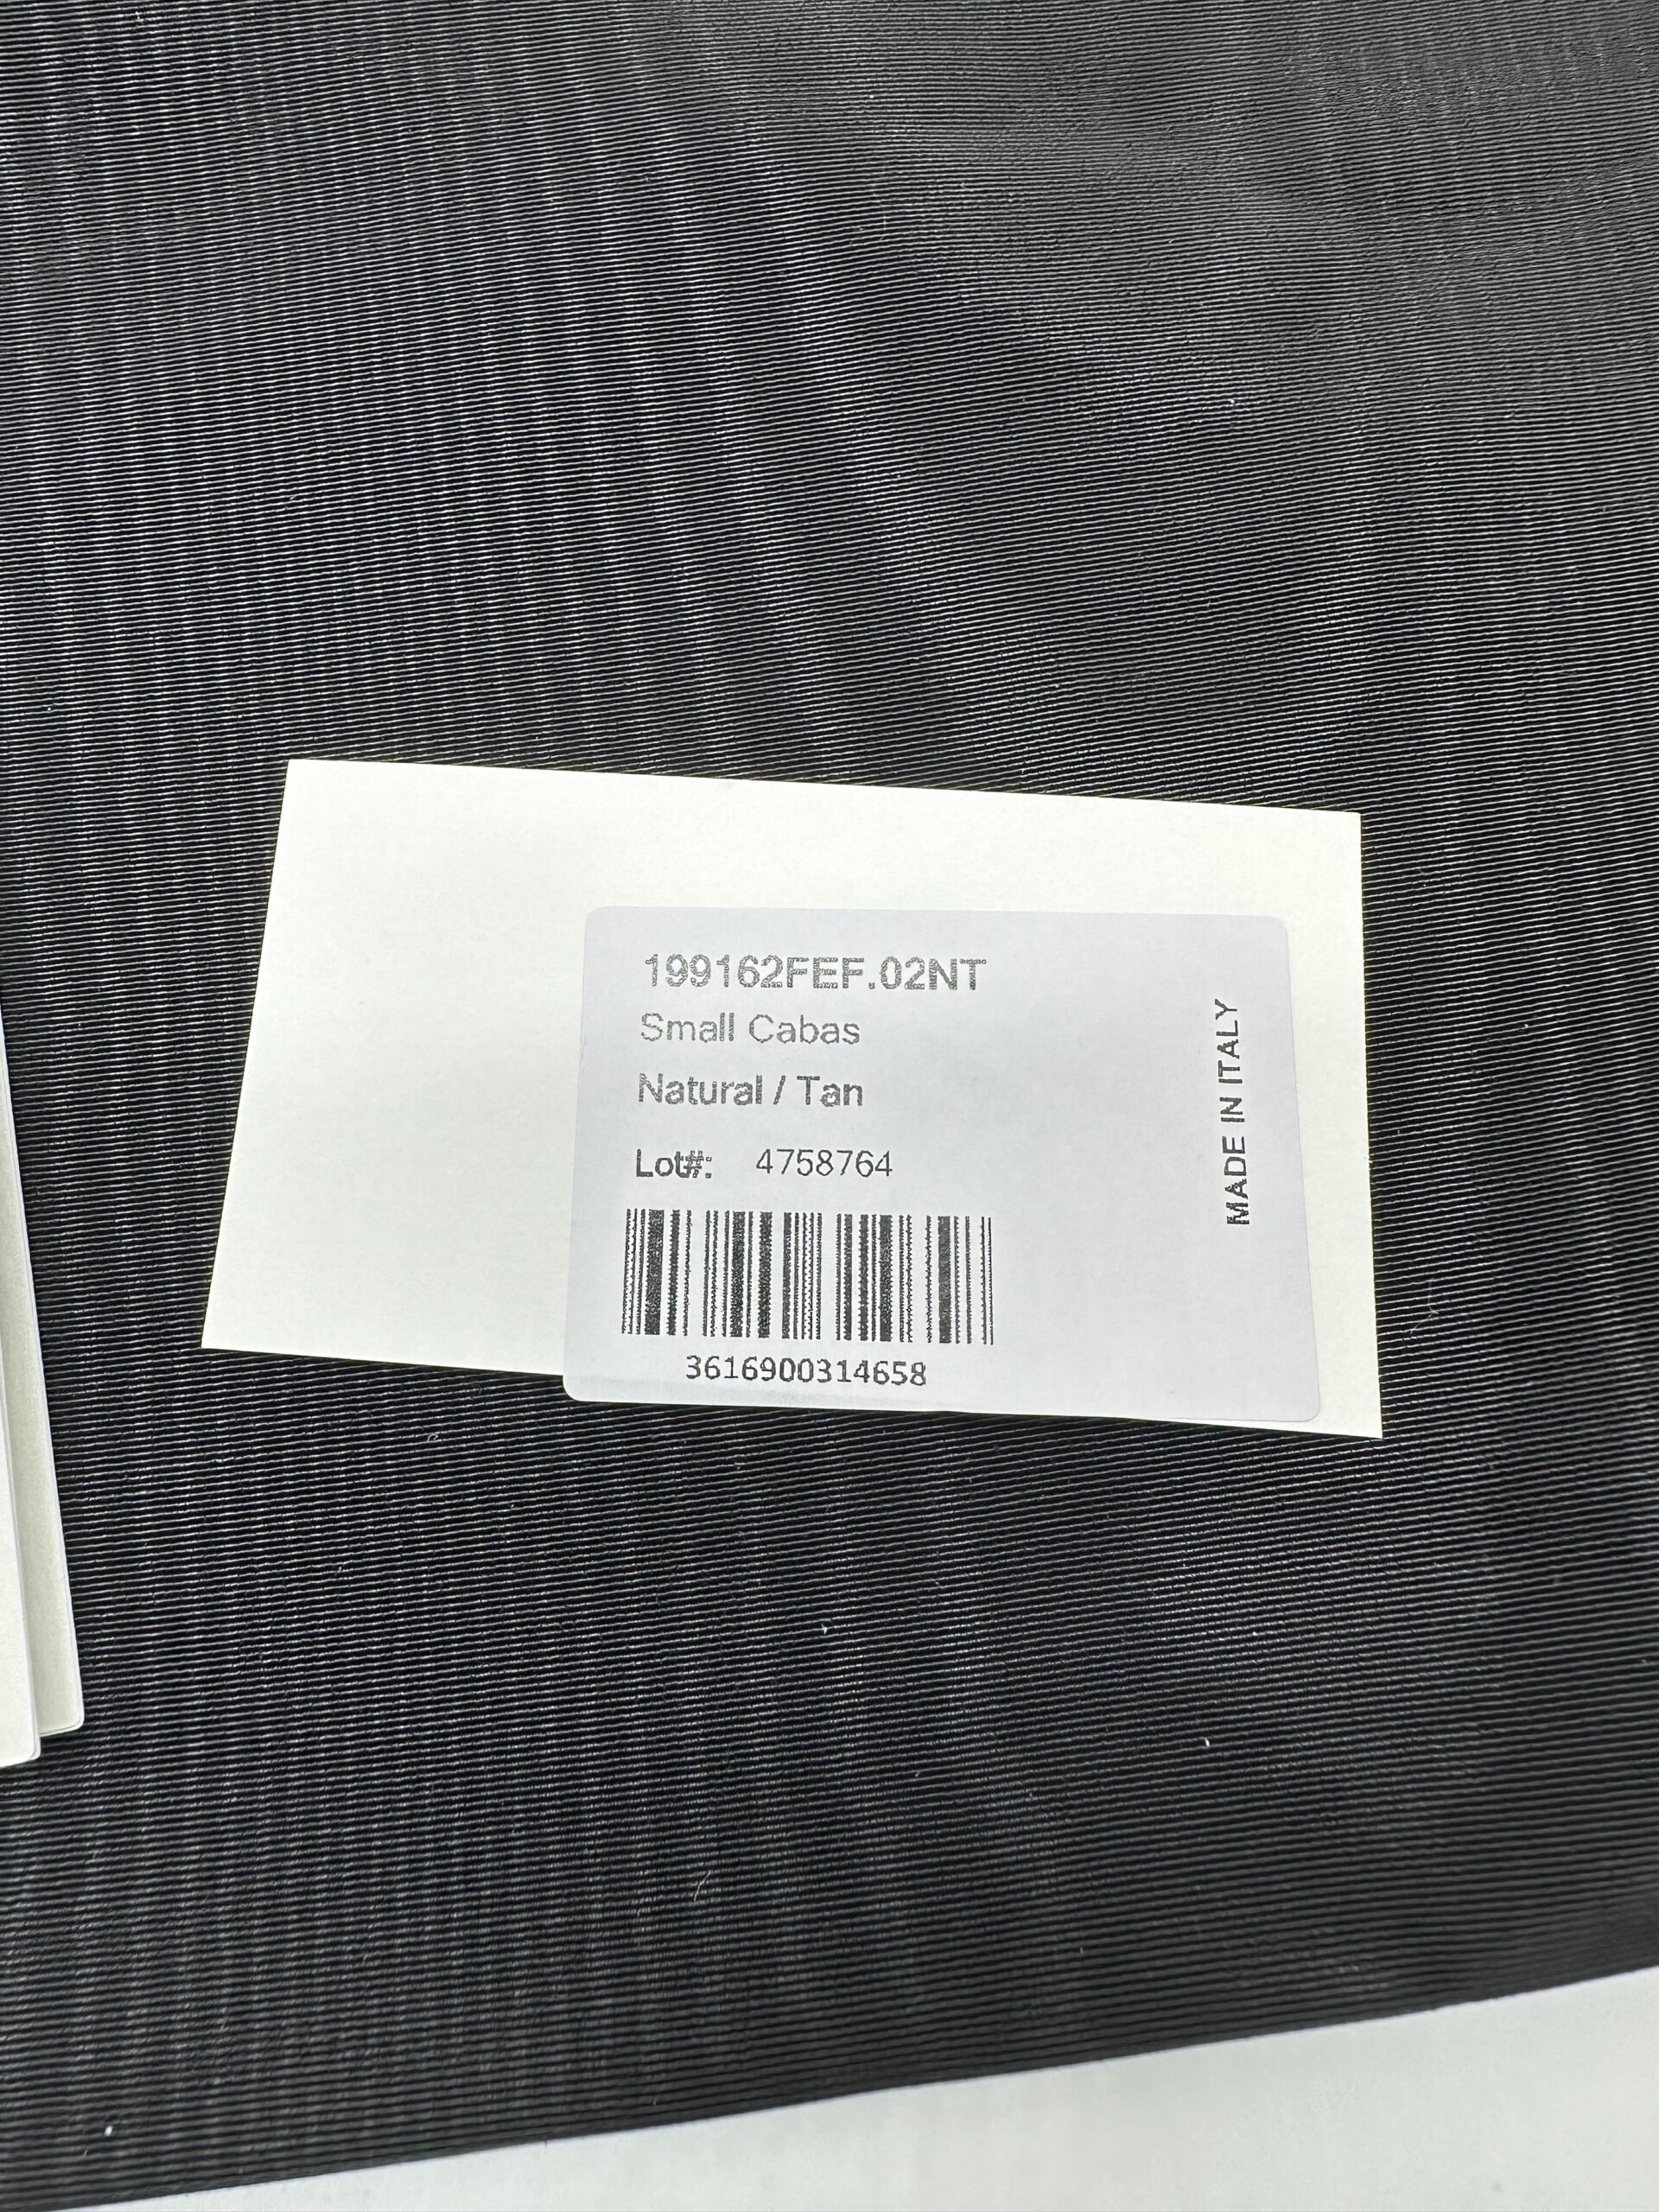 199162FEF.02NT
Small Cabas
Natural / Tan
Lot#: 4758764
3616900314658
MADE IN ITALY